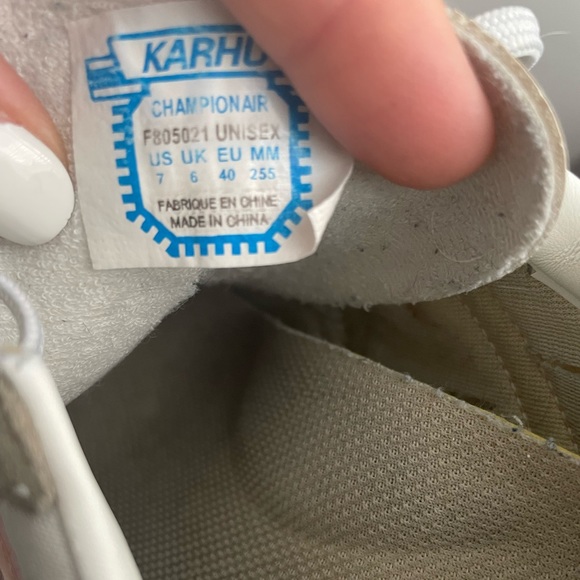 KARHU
CHAMPIONAIR
F805021 UNISEX
US UK EU MM
7 6 40 255
FABRIQUE EN CHINE
MADE IN CHINA